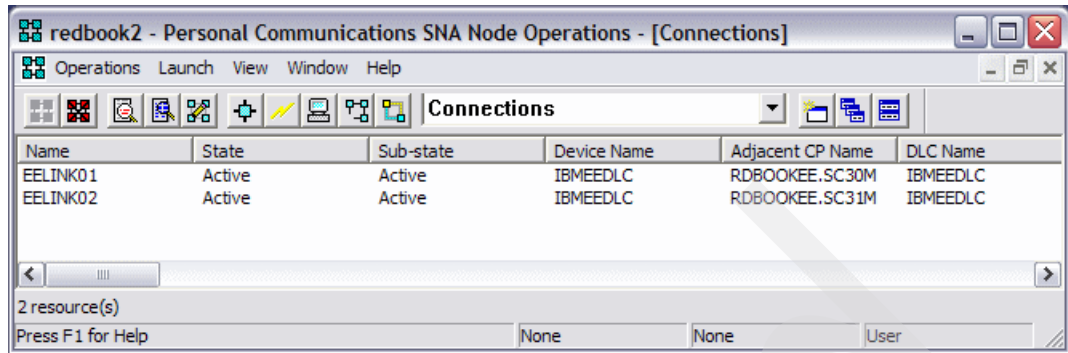 redbook2 - Personal Communications SNA Node Operations - [Connections]
Operations Launch View Window Help
Connections
Name State Sub-state Device Name Adjacent CP Name DLC Name
EELINK01 Active Active IBMEEDLC RDBOOKEE.SC30M IBMEEDLC
EELINK02 Active Active IBMEEDLC RDBOOKEE.SC31M IBMEEDLC
2 resource(s)
Press F1 for Help None None User